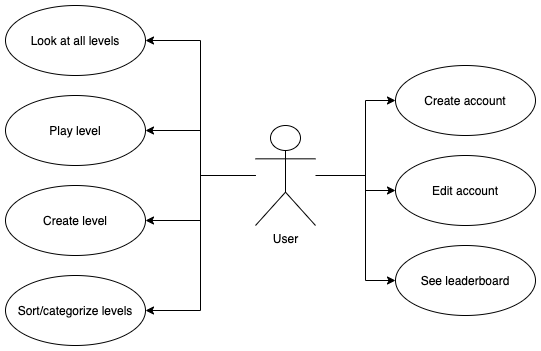 Look at all levels
Play level
Create level
Sort/categorize levels
User
Create account
Edit account
See leaderboard